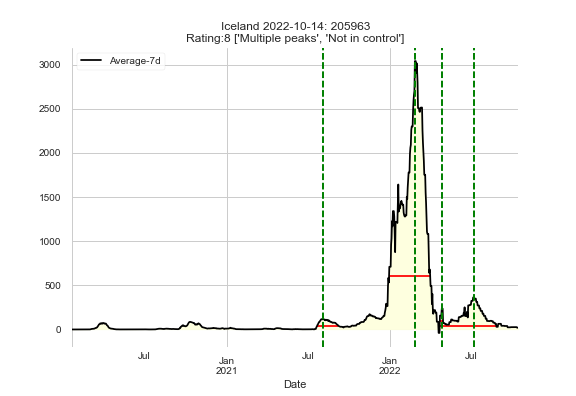 Iceland 2022-10-14: 205963
Rating:8 ['Multiple peaks', 'Not in control']
Average-7d
3000
2500
2000
1500
1000
500
0
Jul
Jan
2021
Jul
Jan
2022
Jul
Date